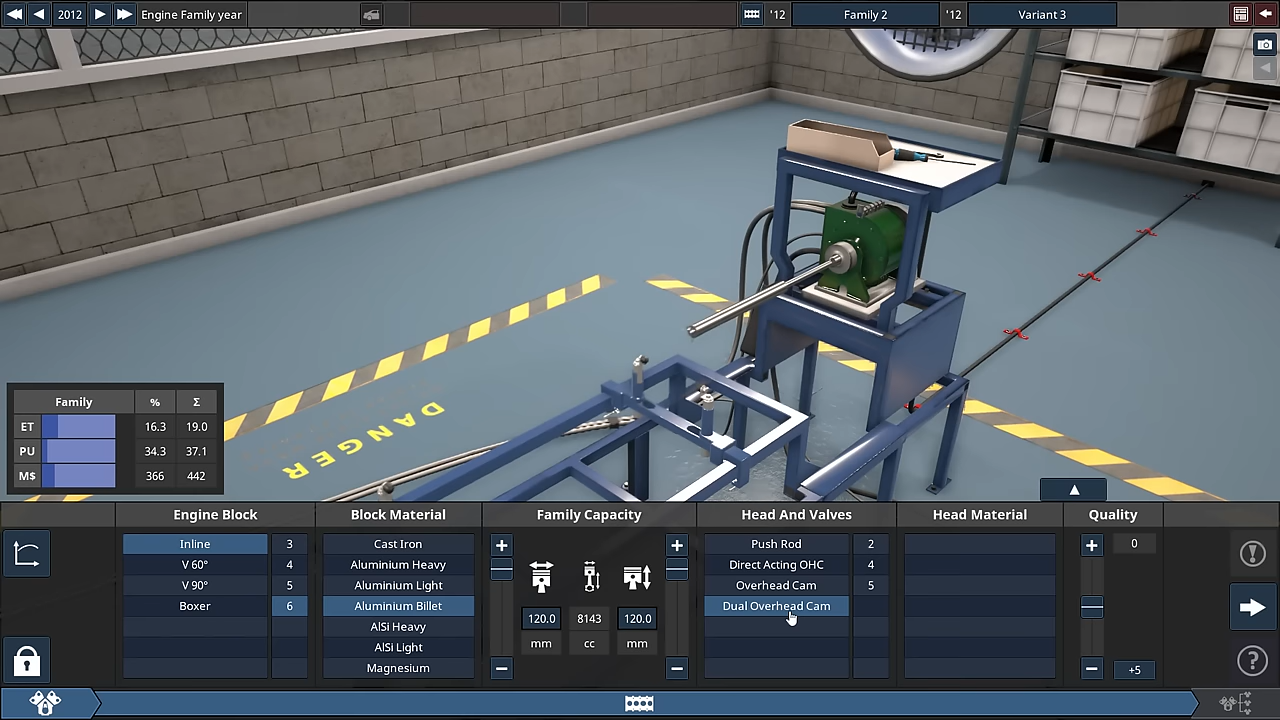 2012 Engine Family year '12 Family 2 '12 Variant 3
DANGER
Family % Σ
ET 16.3 19.0
PU 34.3 37.1
M$ 366 442
Engine Block Block Material Family Capacity Head And Valves Head Material Quality
Inline 3 Cast Iron Push Rod 2 0
V 60° 4 Aluminium Heavy Direct Acting OHC 4
V 90° 5 Aluminium Light Overhead Cam 5
Boxer 6 Aluminium Billet 120.0 8143 120.0 Dual Overhead Cam
AlSi Heavy
mm cc mm
AlSi Light
Magnesium +5